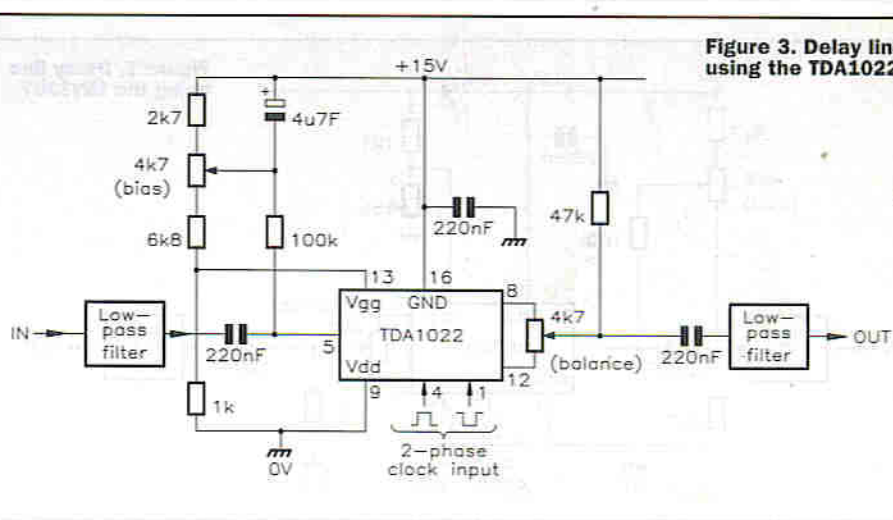 Figure 3. Delay lin
using the TDA1022
+15V
+
2k7
4u7F
4k7
(bias)
6k8
100k
220nF
47k
13
16
8
Vgg
GND
4k7
IN
Low-
pass
filter
220nF
5
TDA1022
(balance)
220nF
Low-
pass
filter
OUT
Vdd
12
9
4
1
1k
0V
2-phase
clock input